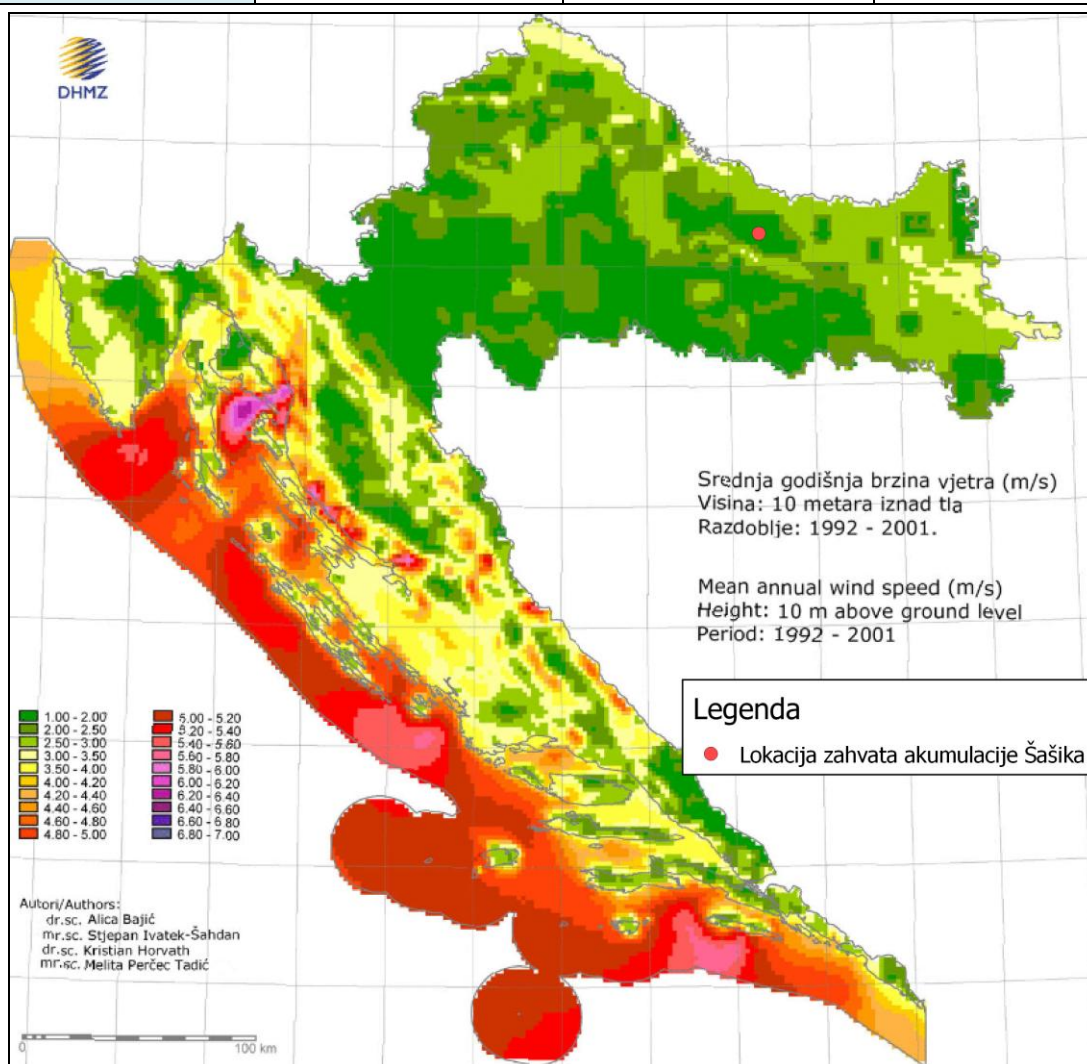 DHMZ
Srednja godišnja brzina vjetra (m/s)
Visina: 10 metara iznad tla
Razdoblje: 1992 - 2001.
Mean annual wind speed (m/s)
Height: 10 m above ground level
Period: 1992 - 2001
Legenda
Lokacija zahvata akumulacije Šašika
1.00 - 2.00
2.00 - 2.50
2.50 - 3.00
3.00 - 3.50
3.50 - 4.00
4.00 - 4.20
4.20 - 4.40
4.40 - 4.60
4.60 - 4.80
4.80 - 5.00
5.00 - 5.20
5.20 - 5.40
5.40 - 5.60
5.60 - 5.80
5.80 - 6.00
6.00 - 6.20
6.20 - 6.40
6.40 - 6.60
6.60 - 6.80
6.80 - 7.00
Autori/Authors:
dr.sc. Alica Bajić
mr.sc. Stjepan Ivatek-Šahdan
dr.sc. Kristian Horvath
mr.sc. Melita Perčec Tadić
0 100 km